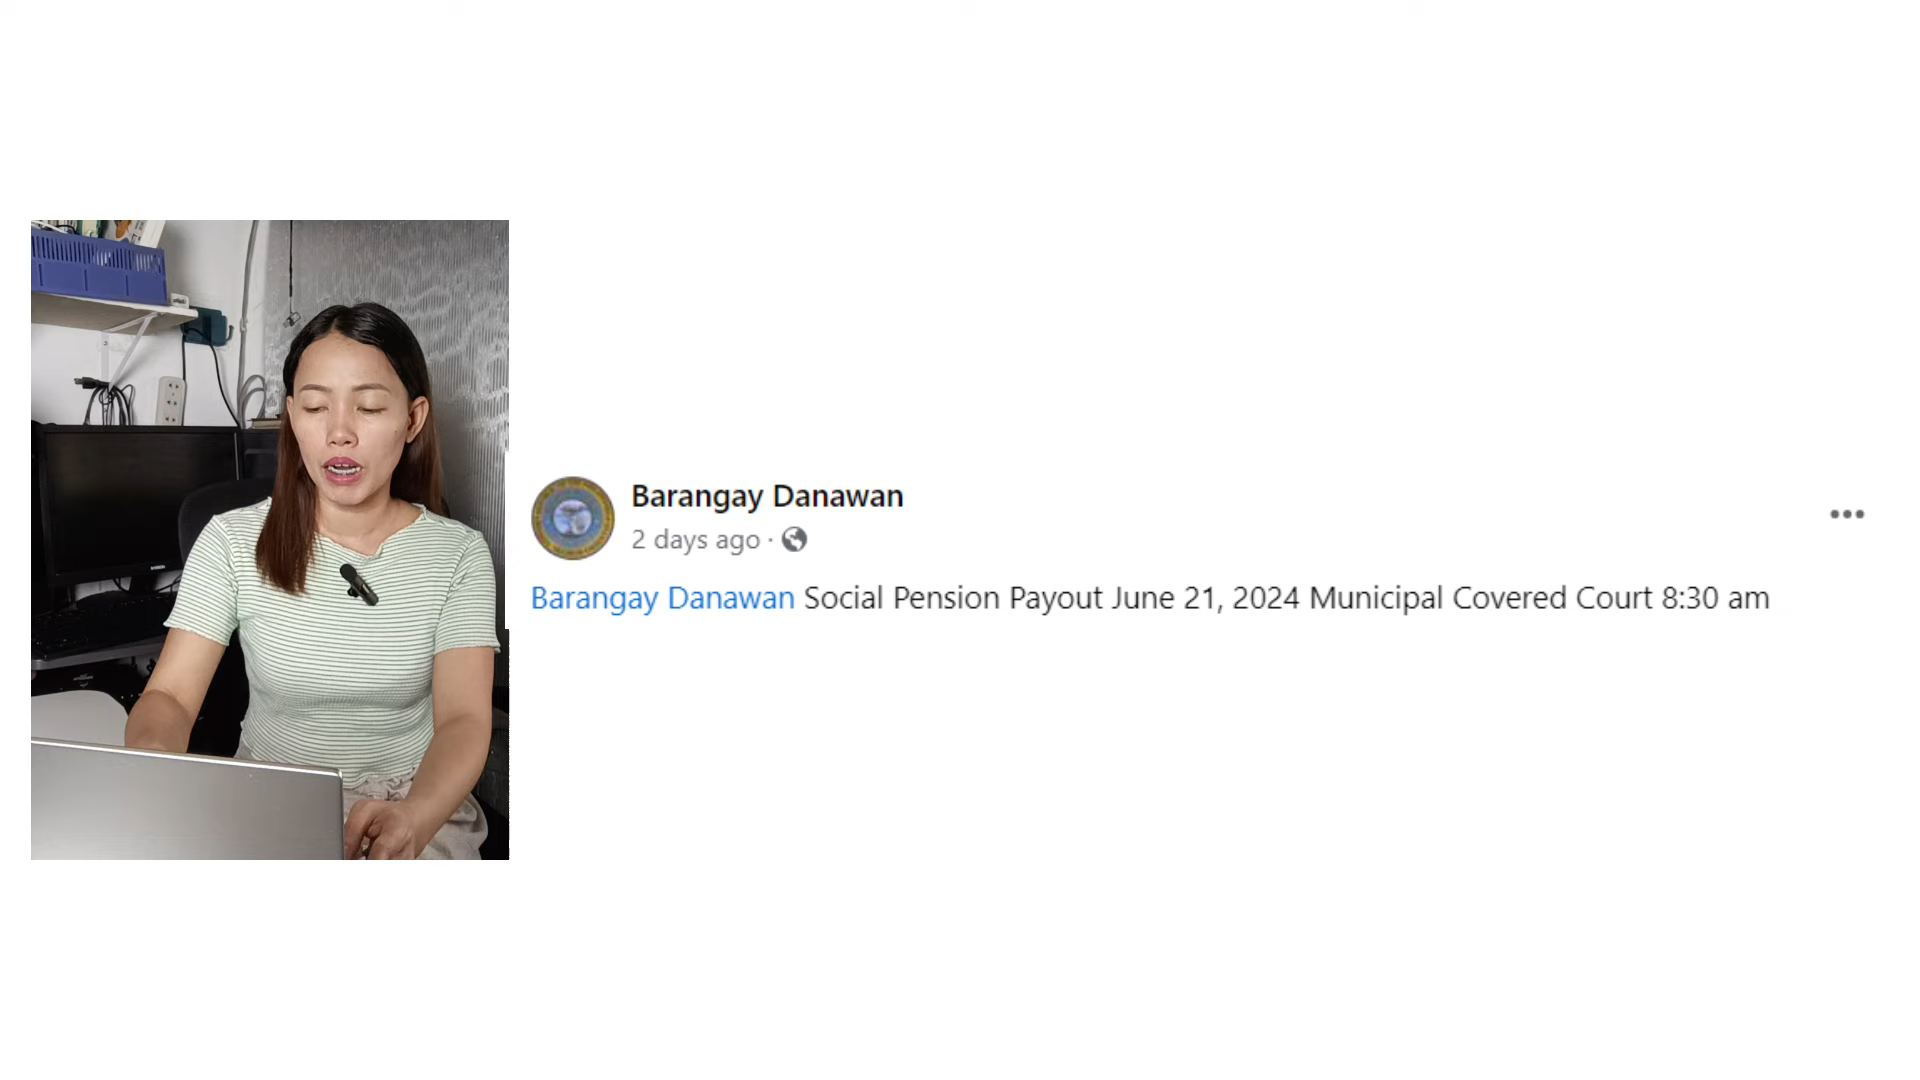 Barangay Danawan
2 days ago ·
Barangay Danawan Social Pension Payout June 21, 2024 Municipal Covered Court 8:30 am